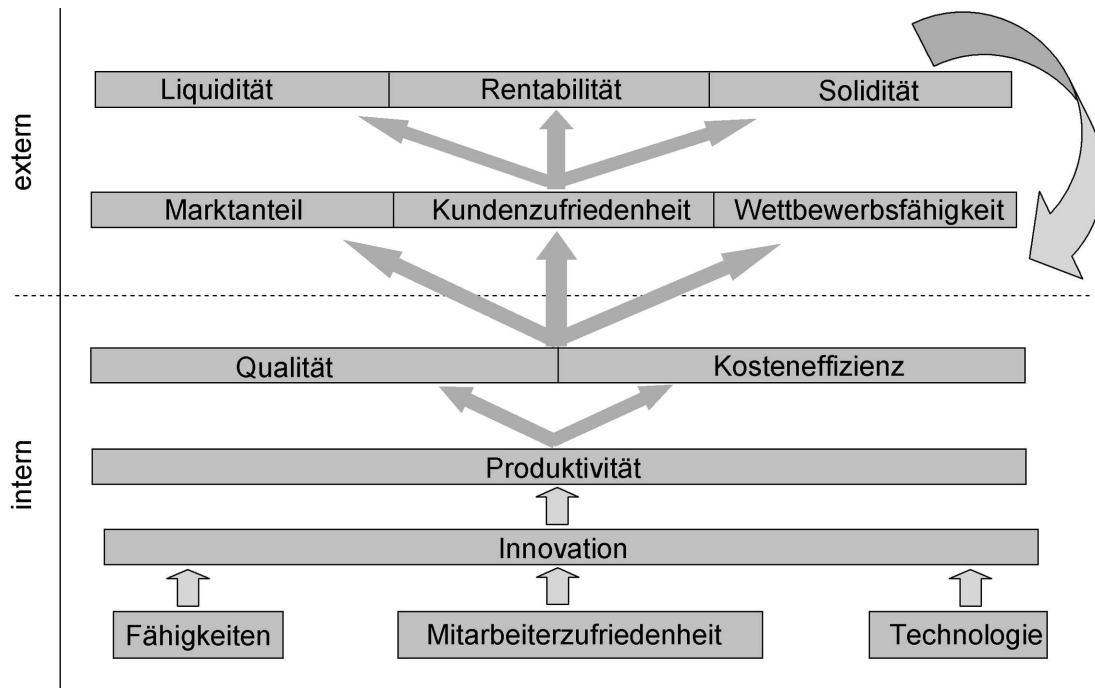 extern
Liquidität Rentabilität Solidität
Marktanteil Kundenzufriedenheit Wettbewerbsfähigkeit
intern
Qualität Kosteneffizienz
Produktivität
Innovation
Fähigkeiten Mitarbeiterzufriedenheit Technologie